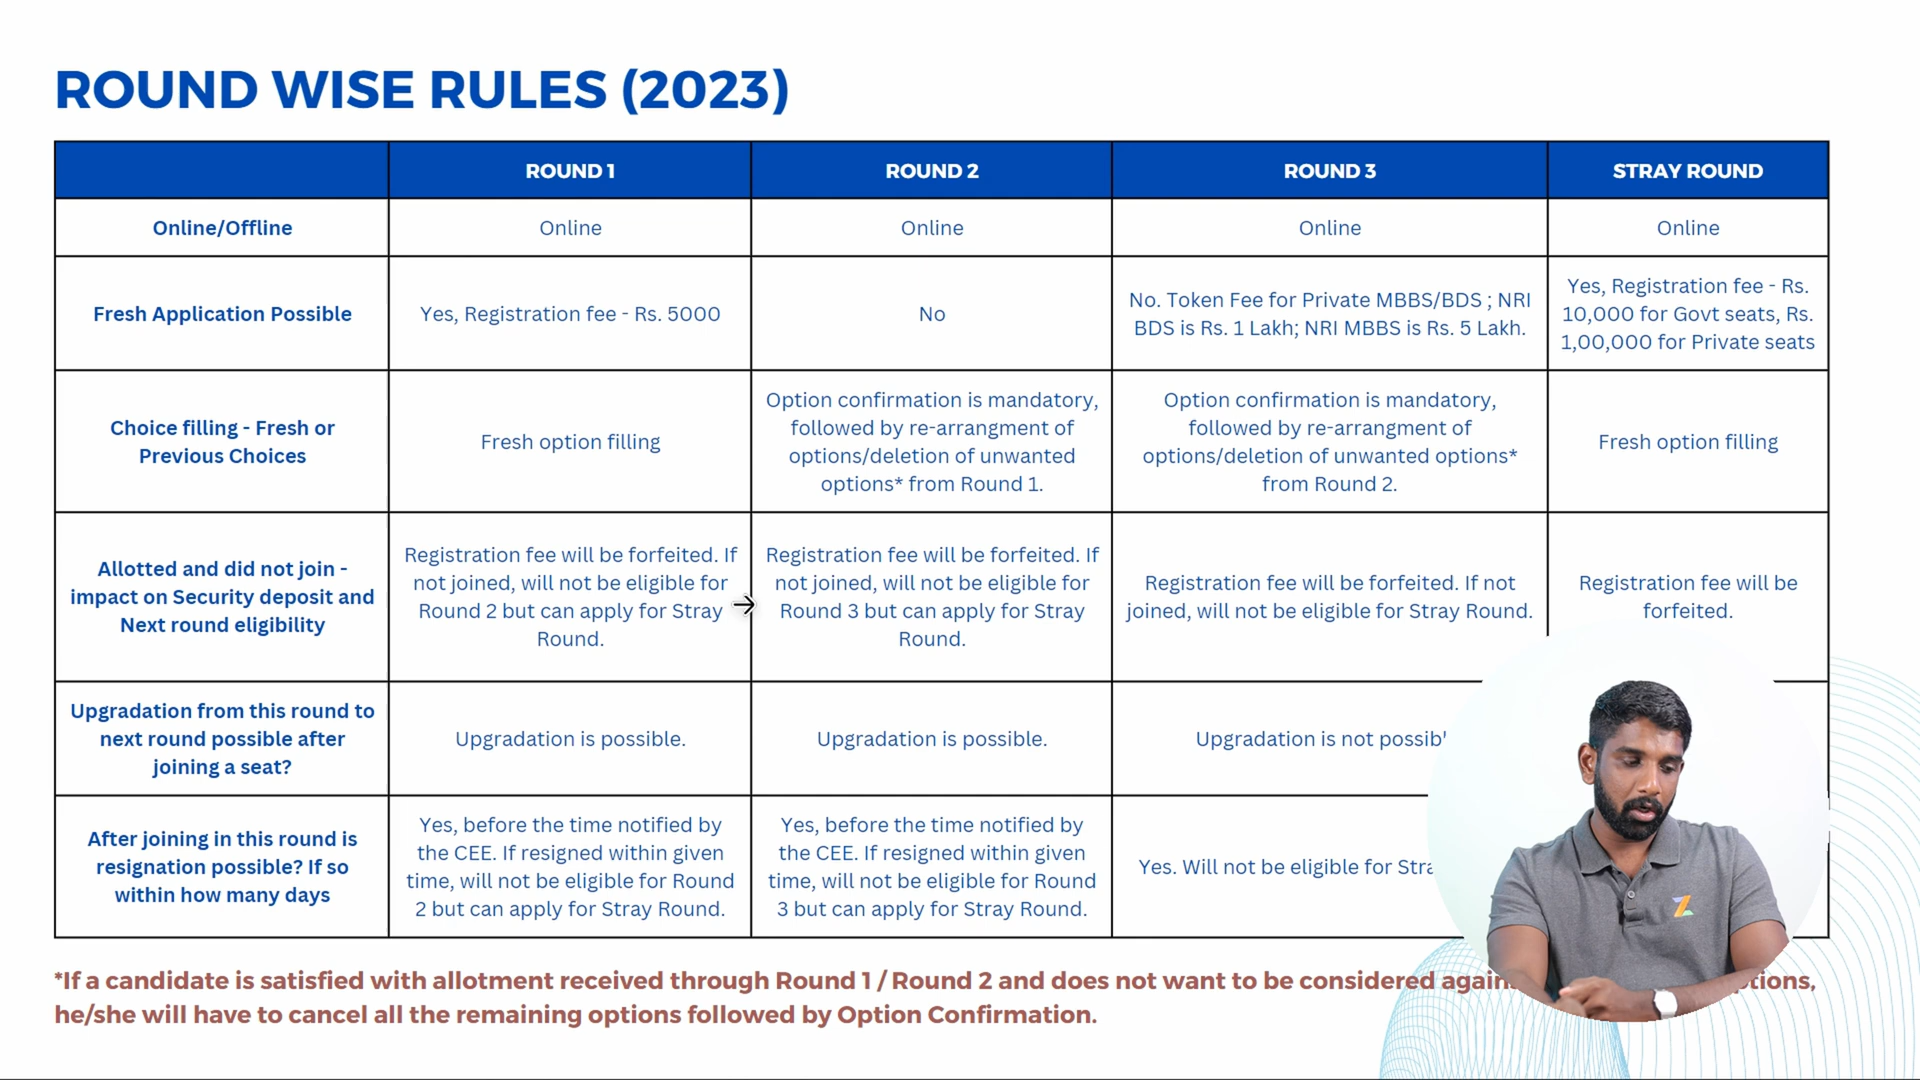 ROUND WISE RULES (2023)
ROUND 1
ROUND 2
ROUND 3
STRAY ROUND
Online/Offline
Online
Online
Online
Online
Fresh Application Possible
Yes, Registration fee - Rs. 5000
No
No. Token Fee for Private MBBS/BDS ; NRI
BDS is Rs. 1 Lakh; NRI MBBS is Rs. 5 Lakh.
Yes, Registration fee - Rs.
10,000 for Govt seats, Rs.
1,00,000 for Private seats
Choice filling - Fresh or
Previous Choices
Fresh option filling
Option confirmation is mandatory,
followed by re-arrangment of
options/deletion of unwanted
options* from Round 1.
Option confirmation is mandatory,
followed by re-arrangment of
options/deletion of unwanted options*
from Round 2.
Fresh option filling
Allotted and did not join -
impact on Security deposit and
Next round eligibility
Registration fee will be forfeited. If
not joined, will not be eligible for
Round 2 but can apply for Stray
Round.
Registration fee will be forfeited. If
not joined, will not be eligible for
Round 3 but can apply for Stray
Round.
Registration fee will be forfeited. If not
joined, will not be eligible for Stray Round.
Registration fee will be
forfeited.
Upgradation from this round to
next round possible after
joining a seat?
Upgradation is possible.
Upgradation is possible.
Upgradation is not
After joining in this round is
resignation possible? If so
within how many days
Yes, before the time notified by
the CEE. If resigned within given
time, will not be eligible for Round
2 but can apply for Stray Round.
Yes, before the time notified by
the CEE. If resigned within given
time, will not be eligible for Round
3 but can apply for Stray Round.
Yes. Will not be eligible for
*If a candidate is satisfied with allotment received through Round 1 / Round 2 and does not want to be considered
he/she will have to cancel all the remaining options followed by Option Confirmation.